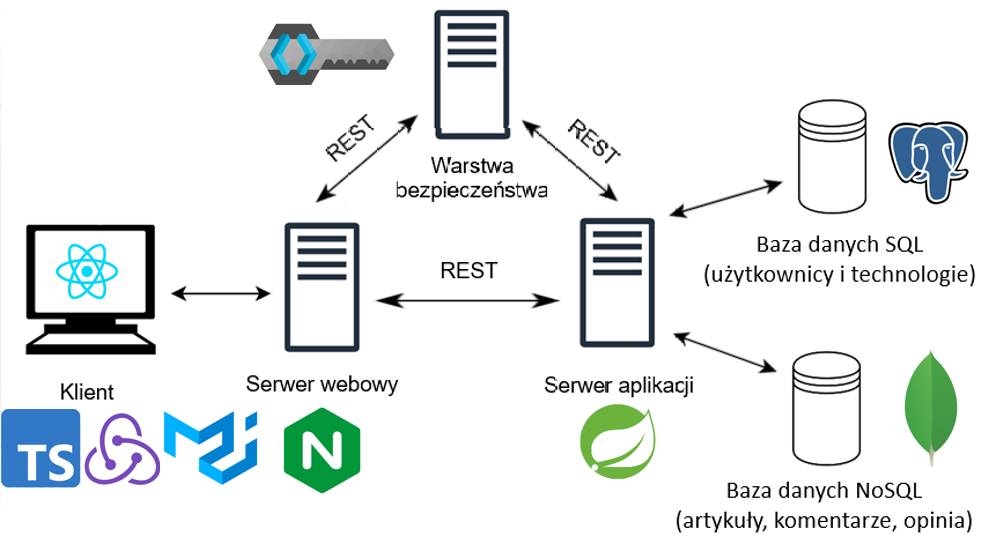 REST
REST
Warstwa
bezpieczeństwa
Baza danych SQL
(użytkownicy i technologie)
REST
Klient
Serwer webowy
Serwer aplikacji
TS
N
Baza danych NoSQL
(artykuły, komentarze, opinia)